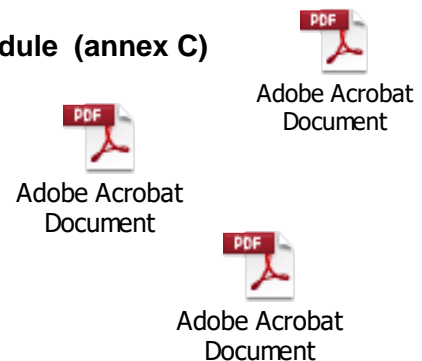 dule (annex C)
PDF
Adobe Acrobat
Document
PDF
Adobe Acrobat
Document
PDF
Adobe Acrobat
Document